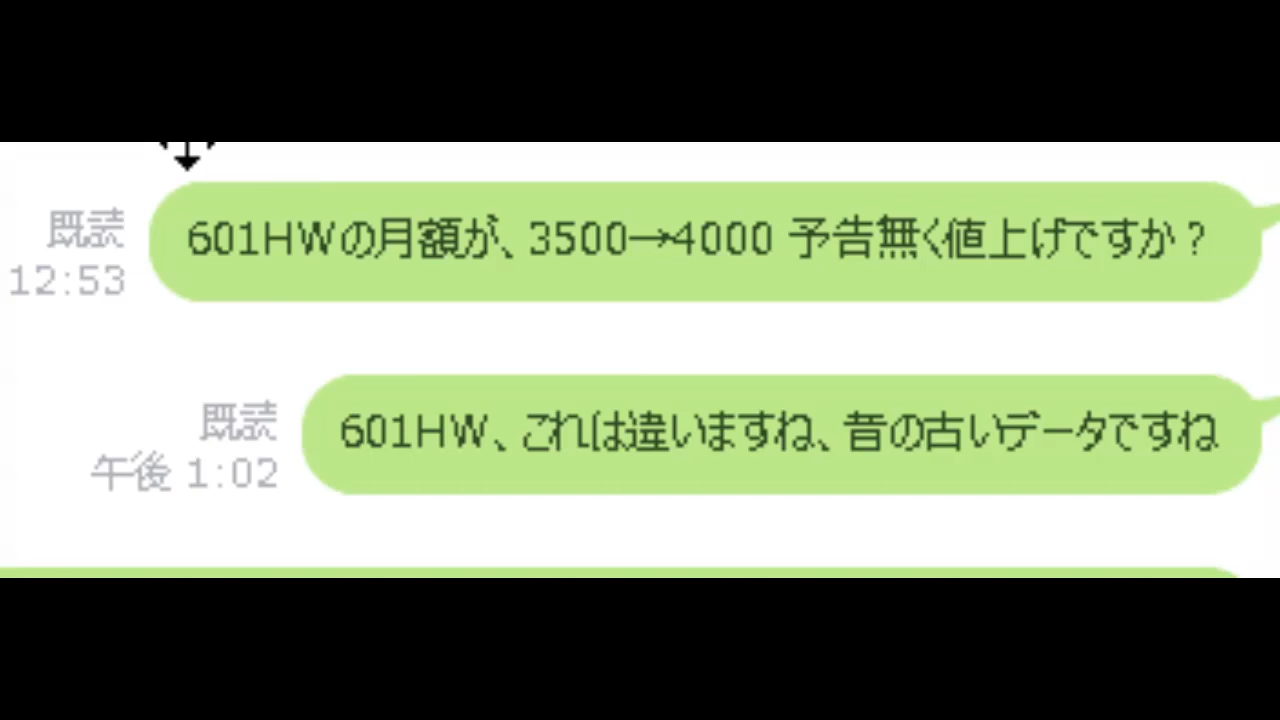 既読
12:53
601HWの月額が、3500→4000 予告無く値上げですか？
既読
午後 1:02
601HW、これは違いますね、昔の古いデータですね